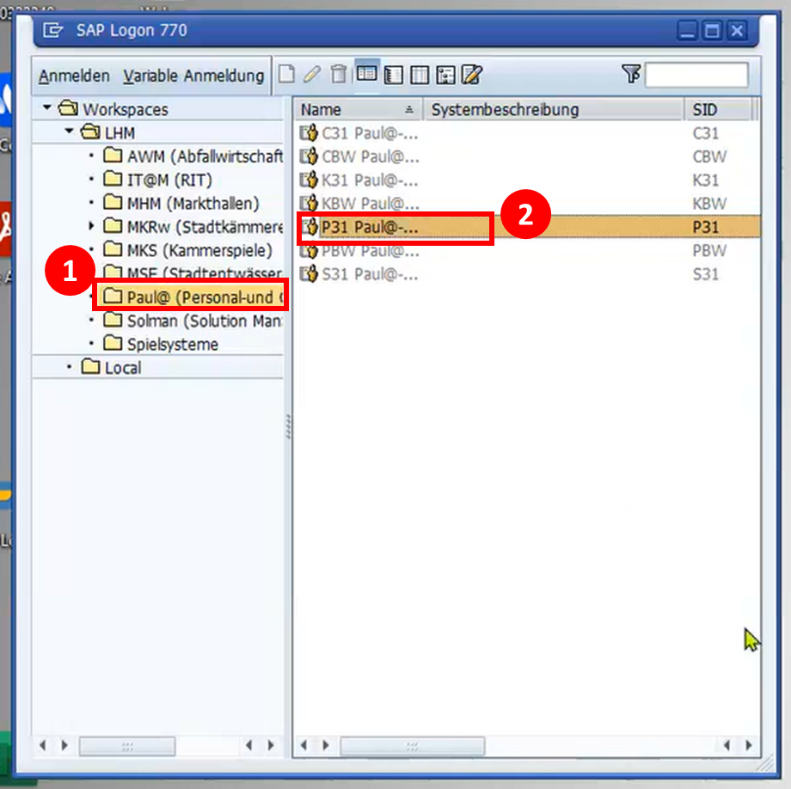 SAP Logon 770
Anmelden Variable Anmeldung
Workspaces
LHM
AWM (Abfallwirtschaft
IT@M (RIT)
MHM (Markthallen)
MKRw (Stadtkämmere
MKS (Kammerspiele)
MSE (Stadtentwässer
1
Paul@ (Personal-und
Solman (Solution Man
Spielsysteme
Local
Name Systembeschreibung SID
C31 Paul@-... C31
CBW Paul@... CBW
K31 Paul@-... K31
KBW Paul@... KBW
2
P31 Paul@-... P31
PBW Paul@... PBW
S31 Paul@-... S31